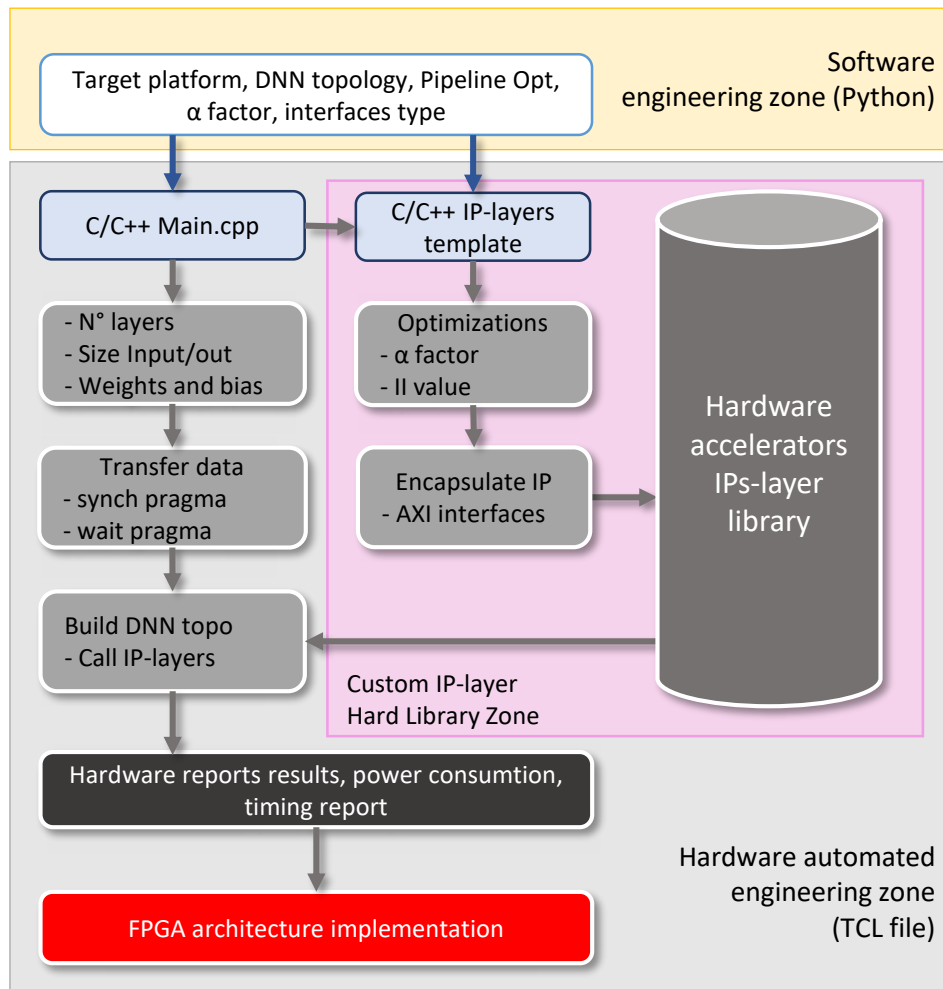 Target platform, DNN topology, Pipeline Opt,
α factor, interfaces type
Software
engineering zone (Python)
C/C++ Main.cpp
C/C++ IP-layers
template
- N° layers
- Size Input/out
- Weights and bias
Optimizations
- α factor
- II value
Hardware
accelerators
IPs-layer
library
Transfer data
- synch pragma
- wait pragma
Encapsulate IP
- AXI interfaces
Build DNN topo
- Call IP-layers
Custom IP-layer
Hard Library Zone
Hardware reports results, power consumtion,
timing report
FPGA architecture implementation
Hardware automated
engineering zone
(TCL file)